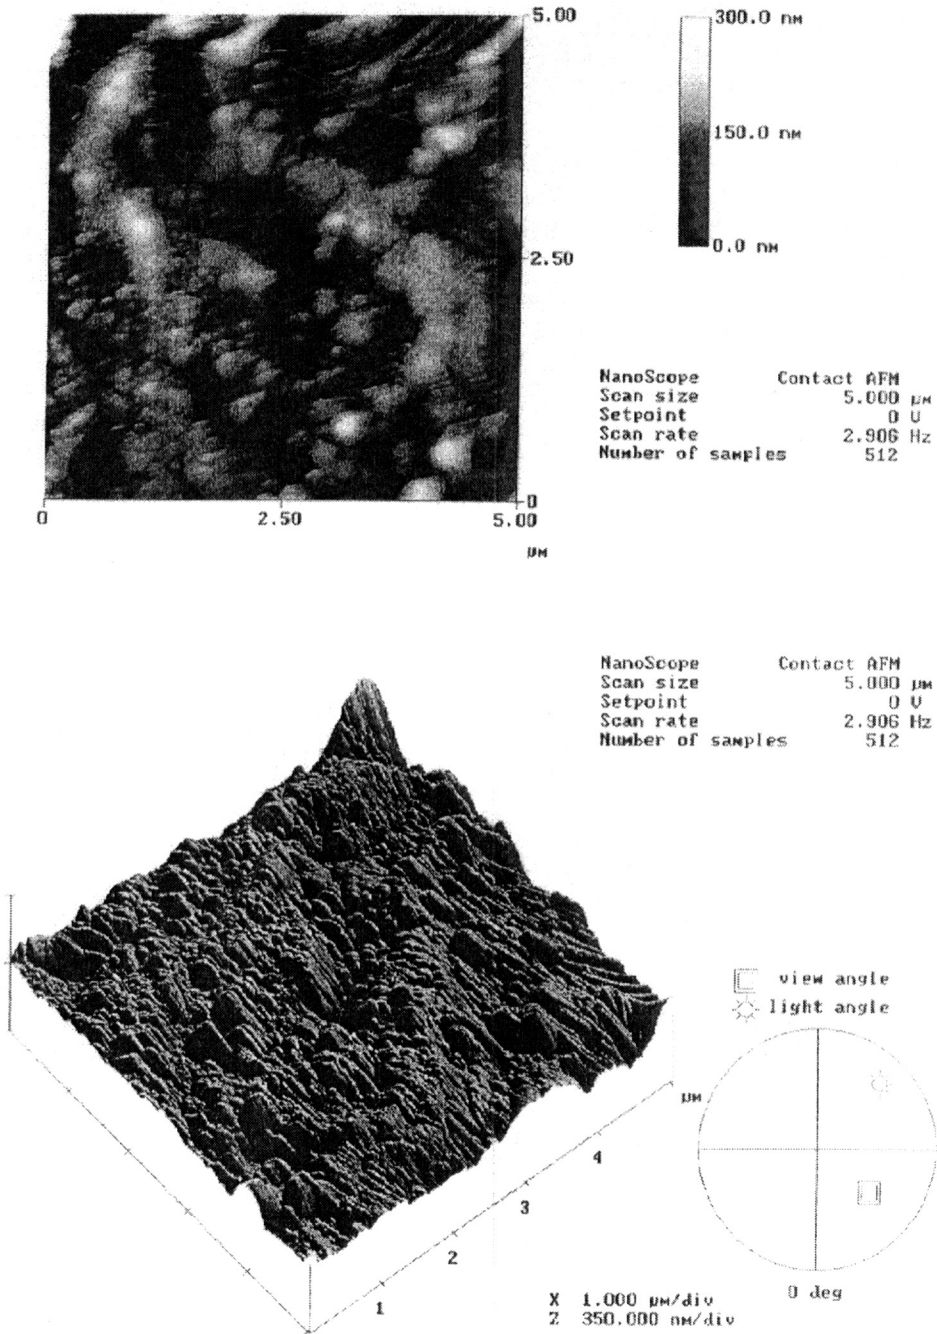 5.00
300.0 nm
150.0 nm
0.0 nm
2.50
NanoScope Contact AFM
Scan size 5.000 µm
Setpoint 0 V
Scan rate 2.906 Hz
Number of samples 512
0
0 2.50 5.00
µm
NanoScope Contact AFM
Scan size 5.000 µm
Setpoint 0 V
Scan rate 2.906 Hz
Number of samples 512
view angle
light angle
µm
4
3
2
1
X 1.000 µm/div
Z 350.000 nm/div
0 deg